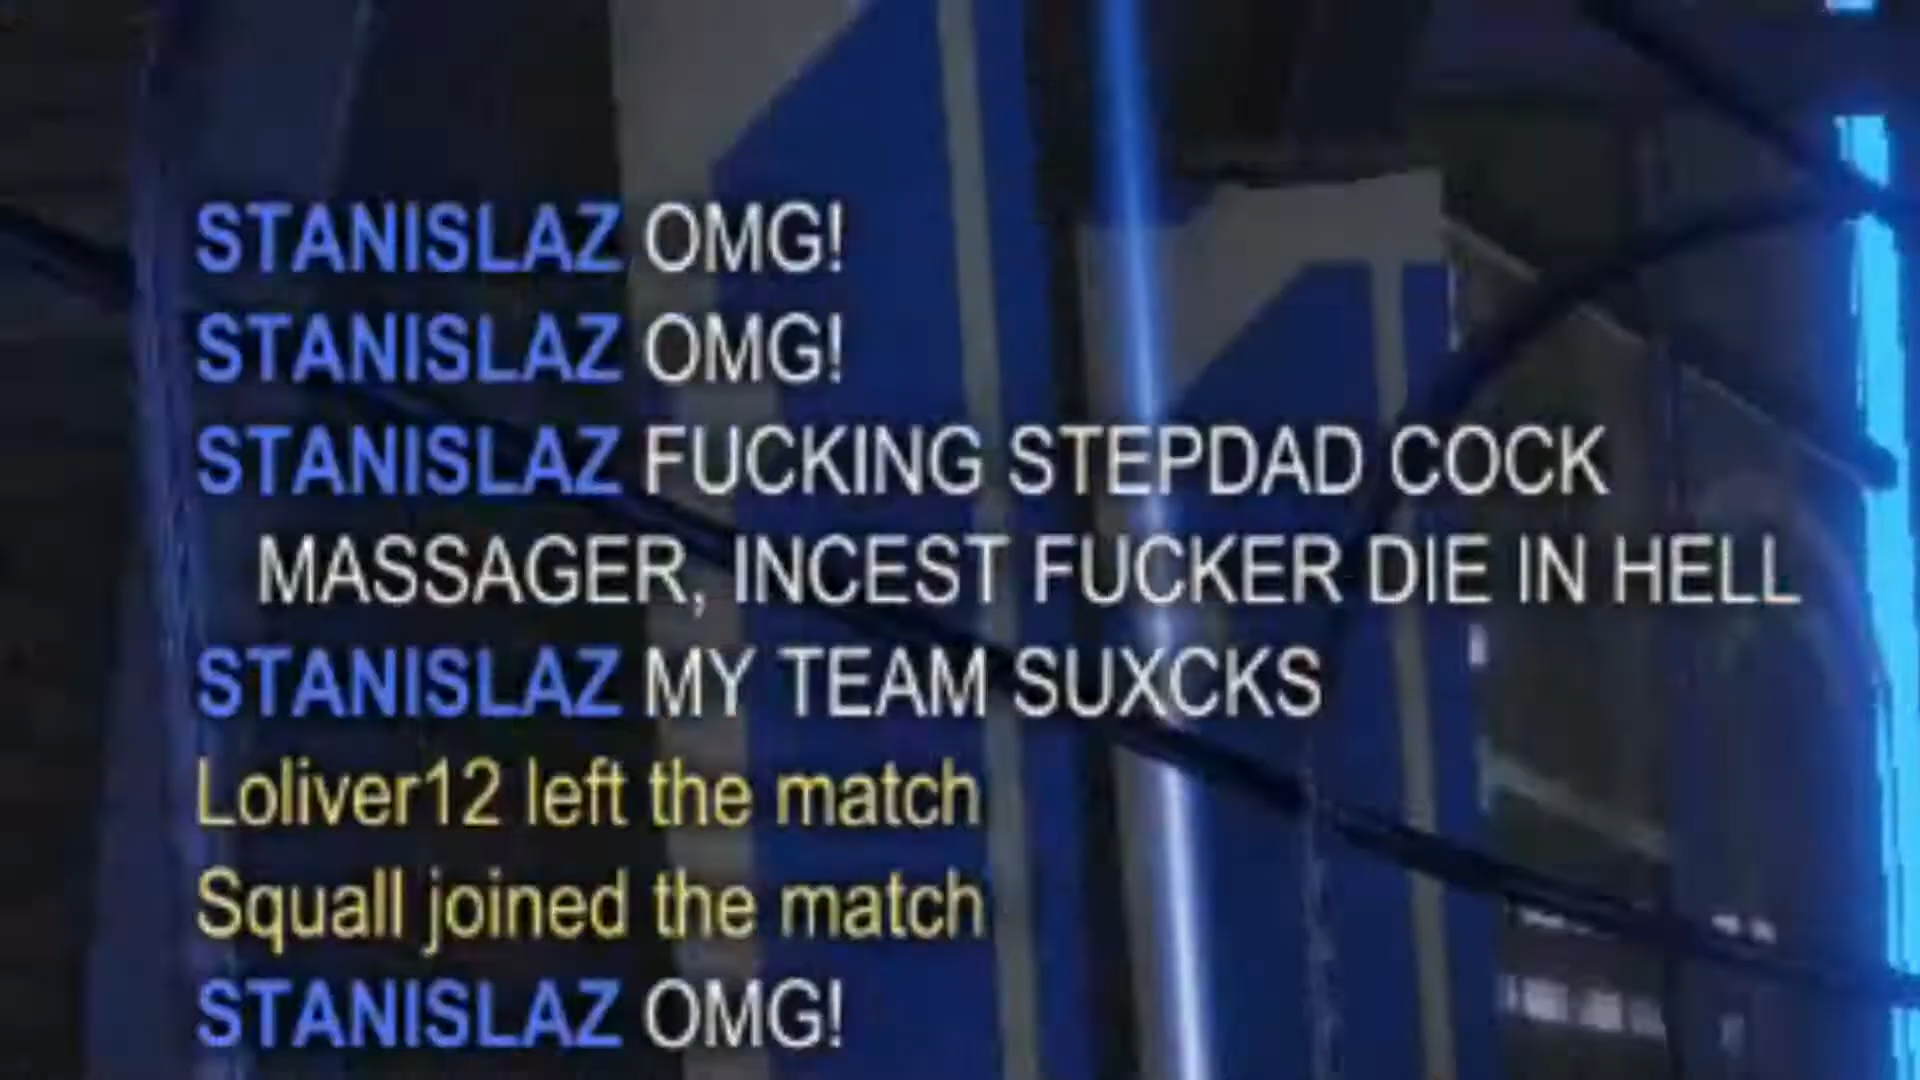 STANISLAZ OMG!
STANISLAZ OMG!
STANISLAZ FUCKING STEPDAD COCK
MASSAGER, INCEST FUCKER DIE IN HELL
STANISLAZ MY TEAM SUXCKS
Loliver12 left the match
Squall joined the match
STANISLAZ OMG!